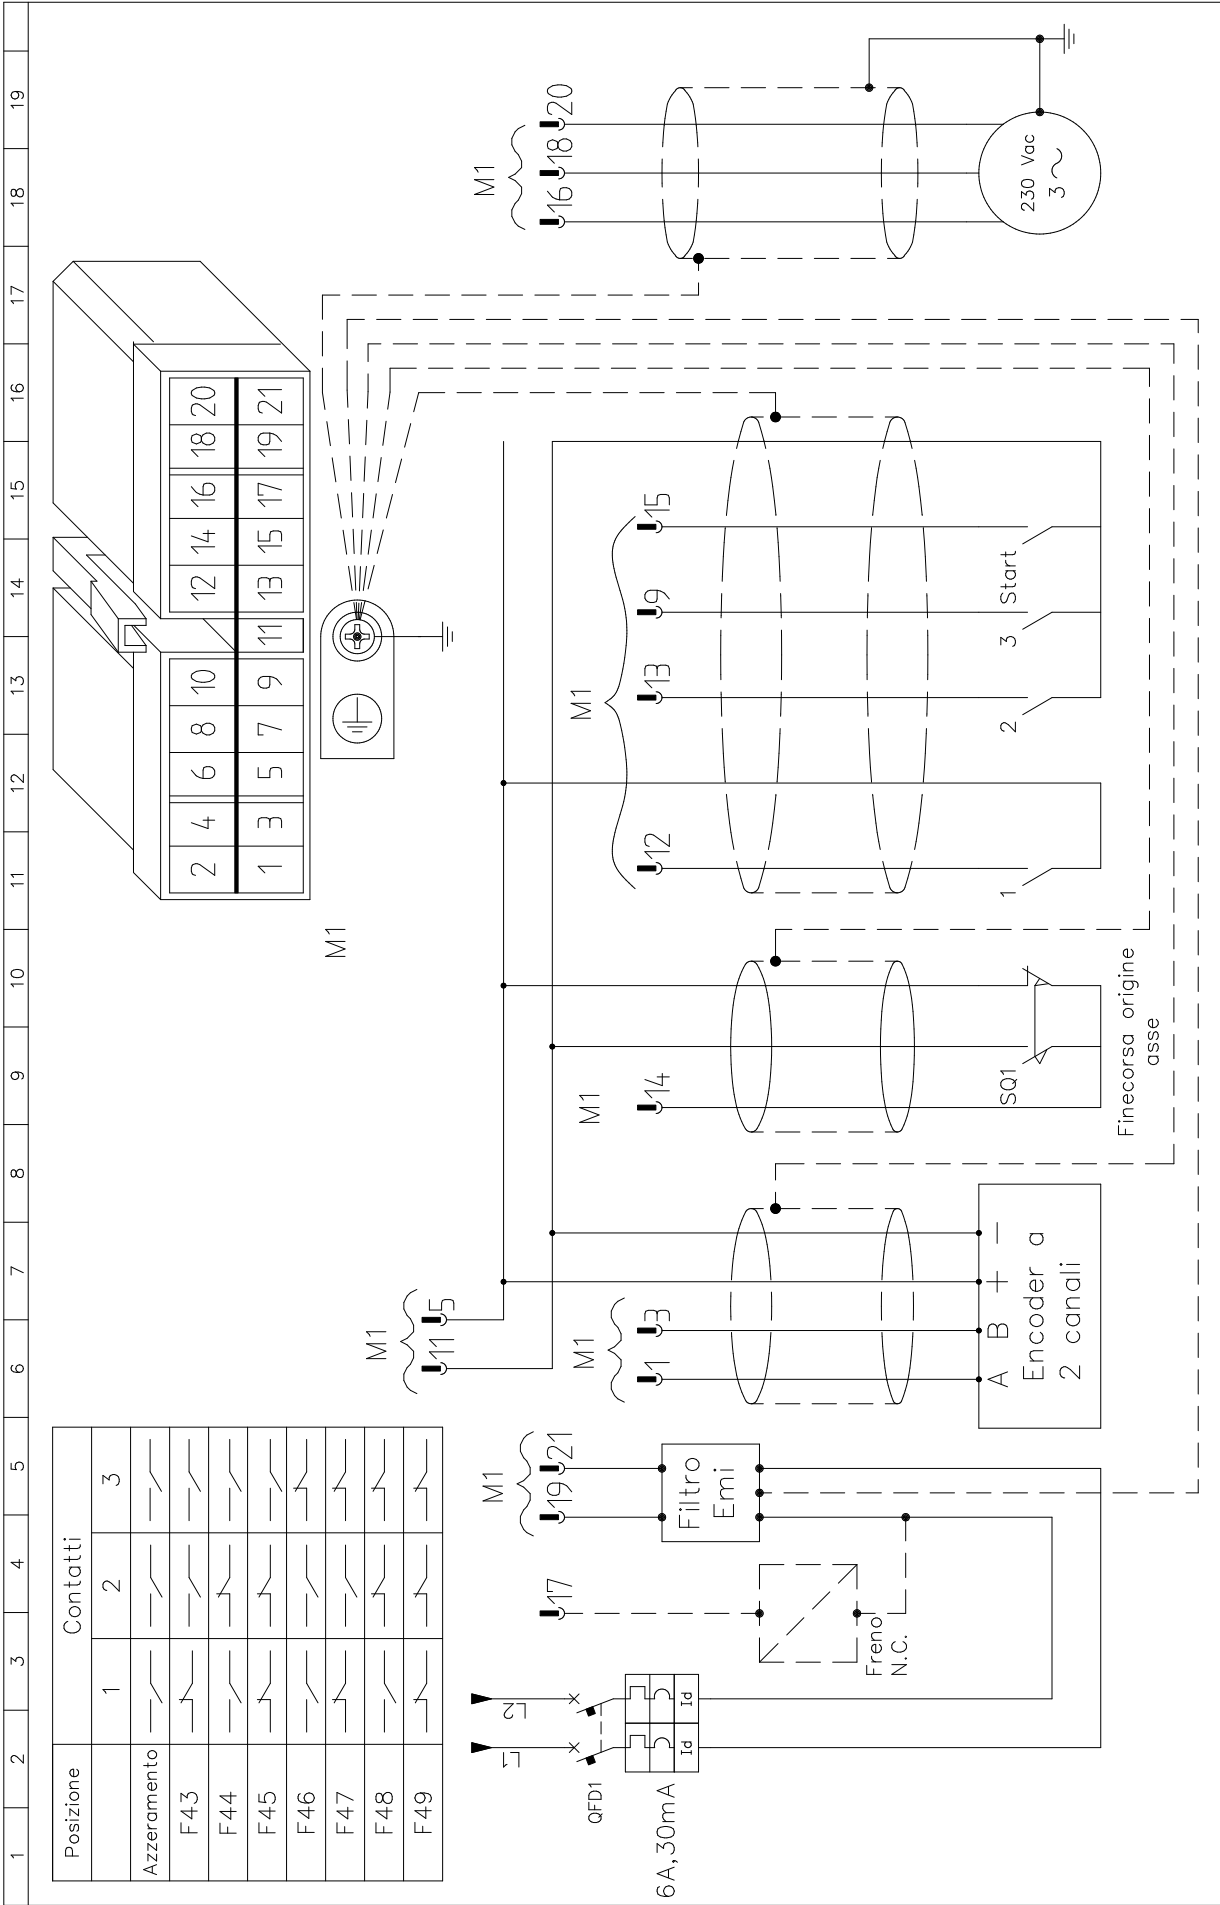 1 2 3 4 5 6 7 8 9 10 11 12 13 14 15 16 17 18 19
Posizione
Contatti
1 2 3
Azzeramento
F43
F44
F45
F46
F47
F48
F49
M1
2 4 6 8 10 12 14 16 18 20
1 3 5 7 9 11 13 15 17 19 21
L1
L2
QFD1
Id
Id
6A,30mA
17
Freno
N.C.
M1
19 21
Filtro
Emi
M1
11 5
M1
1 3
A B + −
Encoder a
2 canali
M1
14
SQ1
Finecorsa origine
asse
M1
12 13 9 15
1 2 3 Start
M1
16 18 20
230 Vac
3 ~